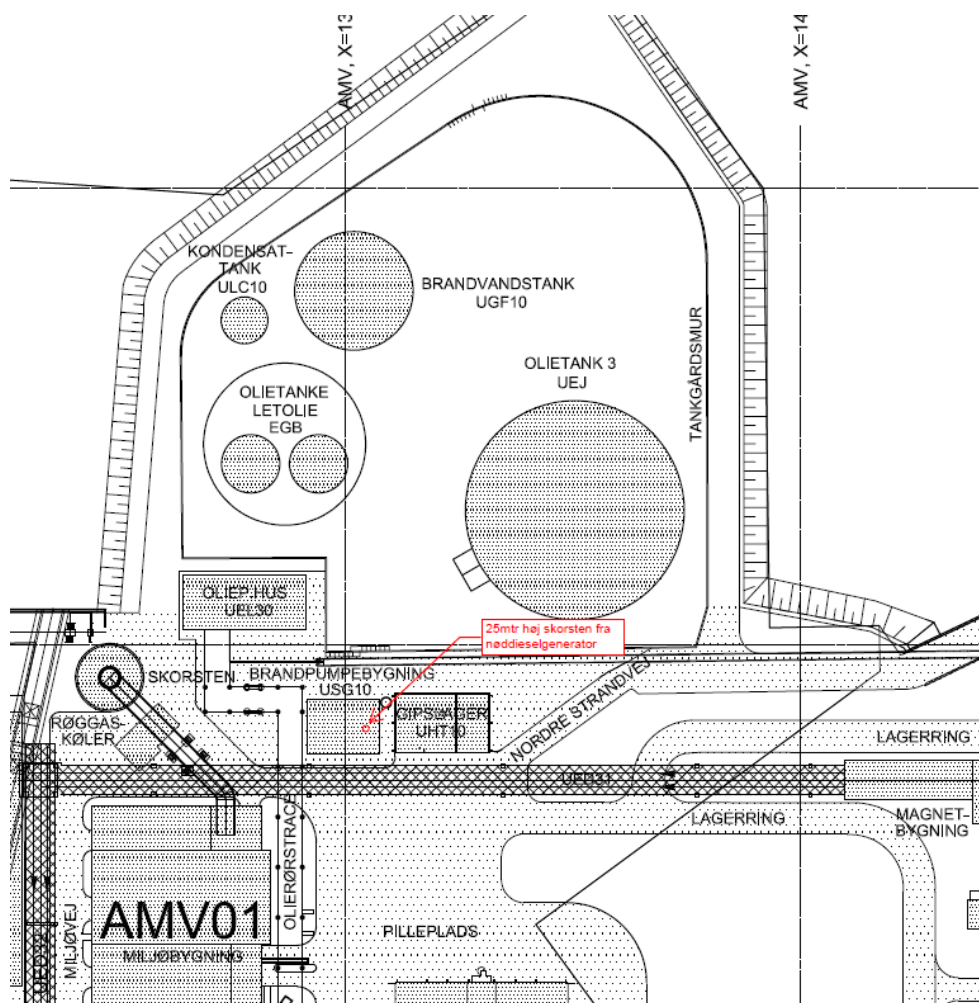 AMV, X=13
AMV, X=14
KONDENSAT-
TANK
ULC10
BRANDVANDSTANK
UGF10
TANKGÅRDSMUR
OLIETANK 3
UEJ
OLIETANKE
LETOLIE
EGB
OLIEP.HUS
UEL30
25mtr høj skorsten fra
nøddieselgenerator
SKORSTEN
BRANDPUMPEBYGNING
USG10
GIPSLAGER
UHT10
NORDRE STRANDVEJ
RØGGAS-
KØLER
LAGERRING
UED31
LAGERRING
MAGNET-
BYGNING
OLIERØRSTRACE
MILJØVEJ
AMV01
MILJØBYGNING
PILLEPLADS